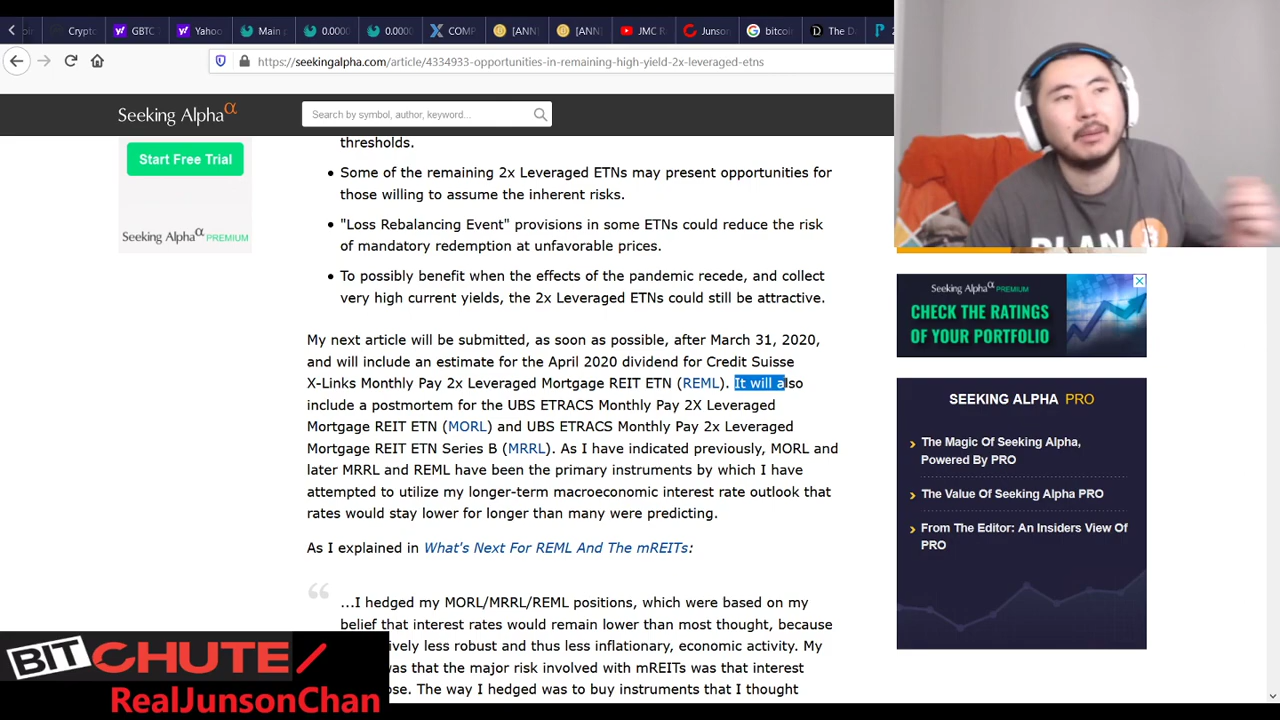 Crypto
GBTC
Yahoo
Main p
0.0000
0.0000
COMP
[ANN]
[ANN]
JMC R
Junson
bitcoi
The D
https://seekingalpha.com/article/4334933-opportunities-in-remaining-high-yield-2x-leveraged-etns
Seeking Alpha α
Search by symbol, author, keyword...
Start Free Trial
Seeking Alpha α PREMIUM
thresholds.
• Some of the remaining 2x Leveraged ETNs may present opportunities for
those willing to assume the inherent risks.
• "Loss Rebalancing Event" provisions in some ETNs could reduce the risk
of mandatory redemption at unfavorable prices.
• To possibly benefit when the effects of the pandemic recede, and collect
very high current yields, the 2x Leveraged ETNs could still be attractive.
My next article will be submitted, as soon as possible, after March 31, 2020,
and will include an estimate for the April 2020 dividend for Credit Suisse
X-Links Monthly Pay 2x Leveraged Mortgage REIT ETN (REML). It will also
include a postmortem for the UBS ETRACS Monthly Pay 2X Leveraged
Mortgage REIT ETN (MORL) and UBS ETRACS Monthly Pay 2x Leveraged
Mortgage REIT ETN Series B (MRRL). As I have indicated previously, MORL and
later MRRL and REML have been the primary instruments by which I have
attempted to utilize my longer-term macroeconomic interest rate outlook that
rates would stay lower for longer than many were predicting.
As I explained in What's Next For REML And The mREITs:
“
...I hedged my MORL/MRRL/REML positions, which were based on my
belief that interest rates would remain lower than most thought, because
ively less robust and thus less inflationary, economic activity. My
was that the major risk involved with mREITs was that interest
ose. The way I hedged was to buy instruments that I thought
PLAN
Seeking Alpha α PREMIUM
CHECK THE RATINGS
OF YOUR PORTFOLIO
SEEKING ALPHA PRO
The Magic Of Seeking Alpha,
Powered By PRO
The Value Of Seeking Alpha PRO
From The Editor: An Insiders View Of
PRO
BITCHUTE
RealJunsonChan